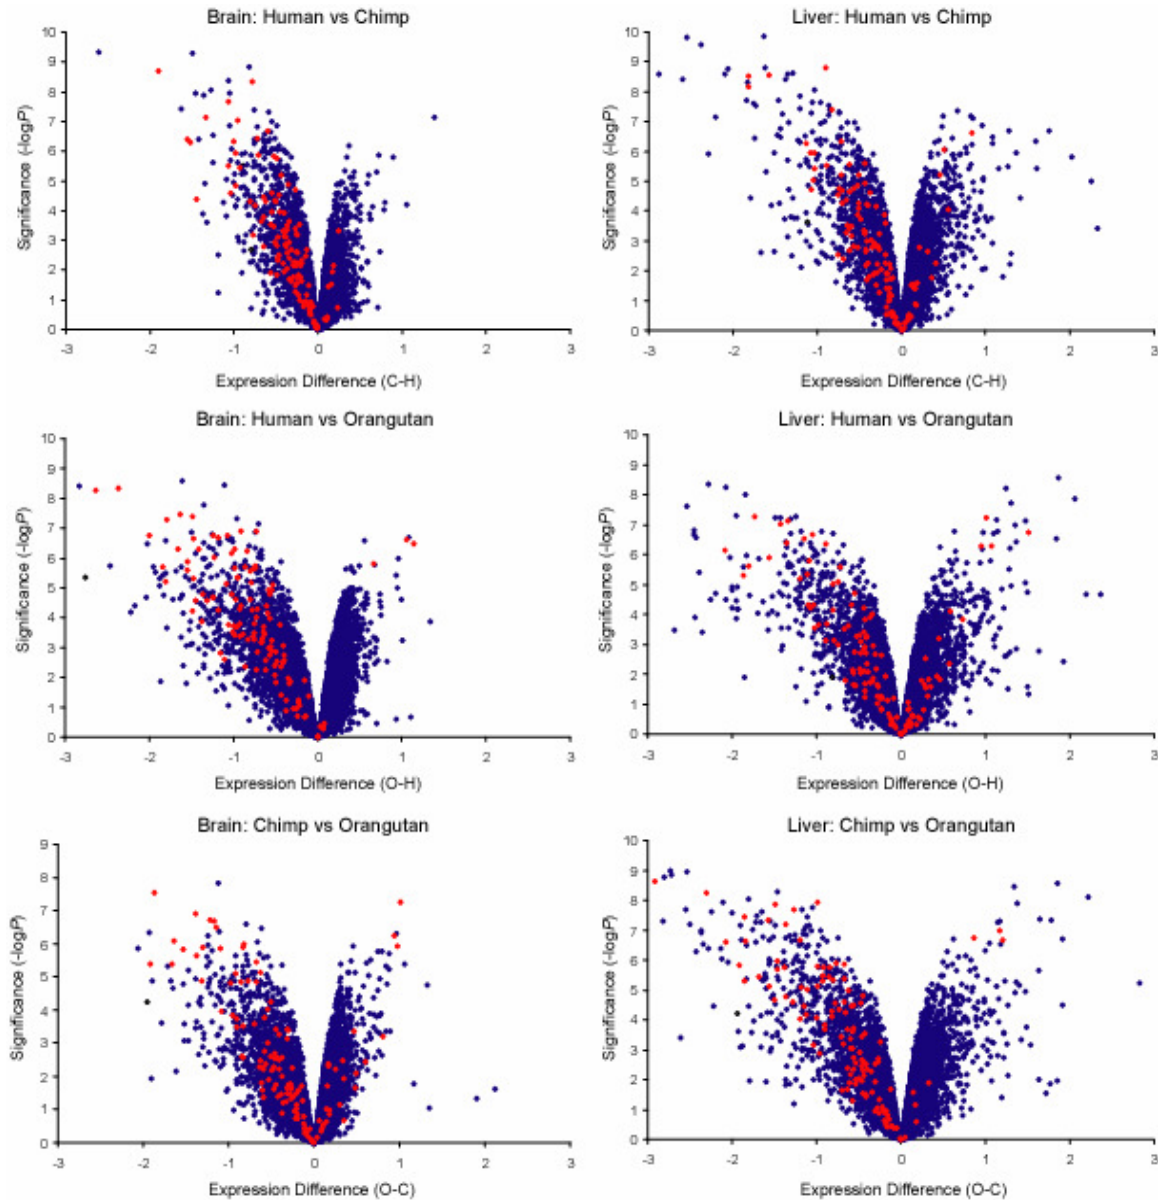 Brain: Human vs Chimp
10
9
8
7
6
5
4
3
2
1
0
Significance (-logP)
-3 -2 -1 0 1 2 3
Expression Difference (C-H)
Liver: Human vs Chimp
10
9
8
7
6
5
4
3
2
1
0
Significance (-logP)
-3 -2 -1 0 1 2 3
Expression Difference (C-H)
Brain: Human vs Orangutan
10
9
8
7
6
5
4
3
2
1
0
Significance (-logP)
-3 -2 -1 0 1 2 3
Expression Difference (O-H)
Liver: Human vs Orangutan
10
9
8
7
6
5
4
3
2
1
0
Significance (-logP)
-3 -2 -1 0 1 2 3
Expression Difference (O-H)
Brain: Chimp vs Orangutan
9
8
7
6
5
4
3
2
1
0
Significance (-logP)
-3 -2 -1 0 1 2 3
Expression Difference (O-C)
Liver: Chimp vs Orangutan
10
9
8
7
6
5
4
3
2
1
0
Significance (-logP)
-3 -2 -1 0 1 2 3
Expression Difference (O-C)